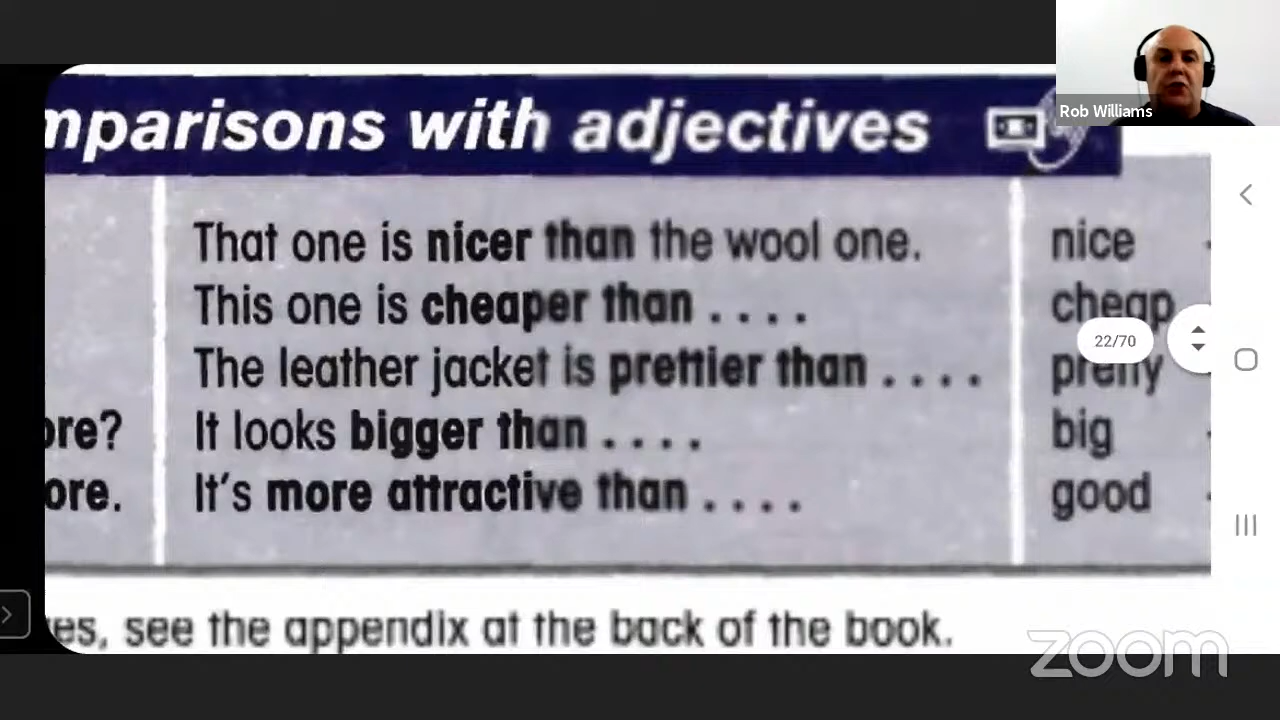 mparisons with adjectives
Rob Williams
That one is nicer than the wool one.
nice
This one is cheaper than . . . .
cheap
22/70
The leather jacket is prettier than . . . .
pretty
ore?
It looks bigger than . . . .
big
ore.
It's more attractive than . . . .
good
es, see the appendix at the back of the book.
zoom